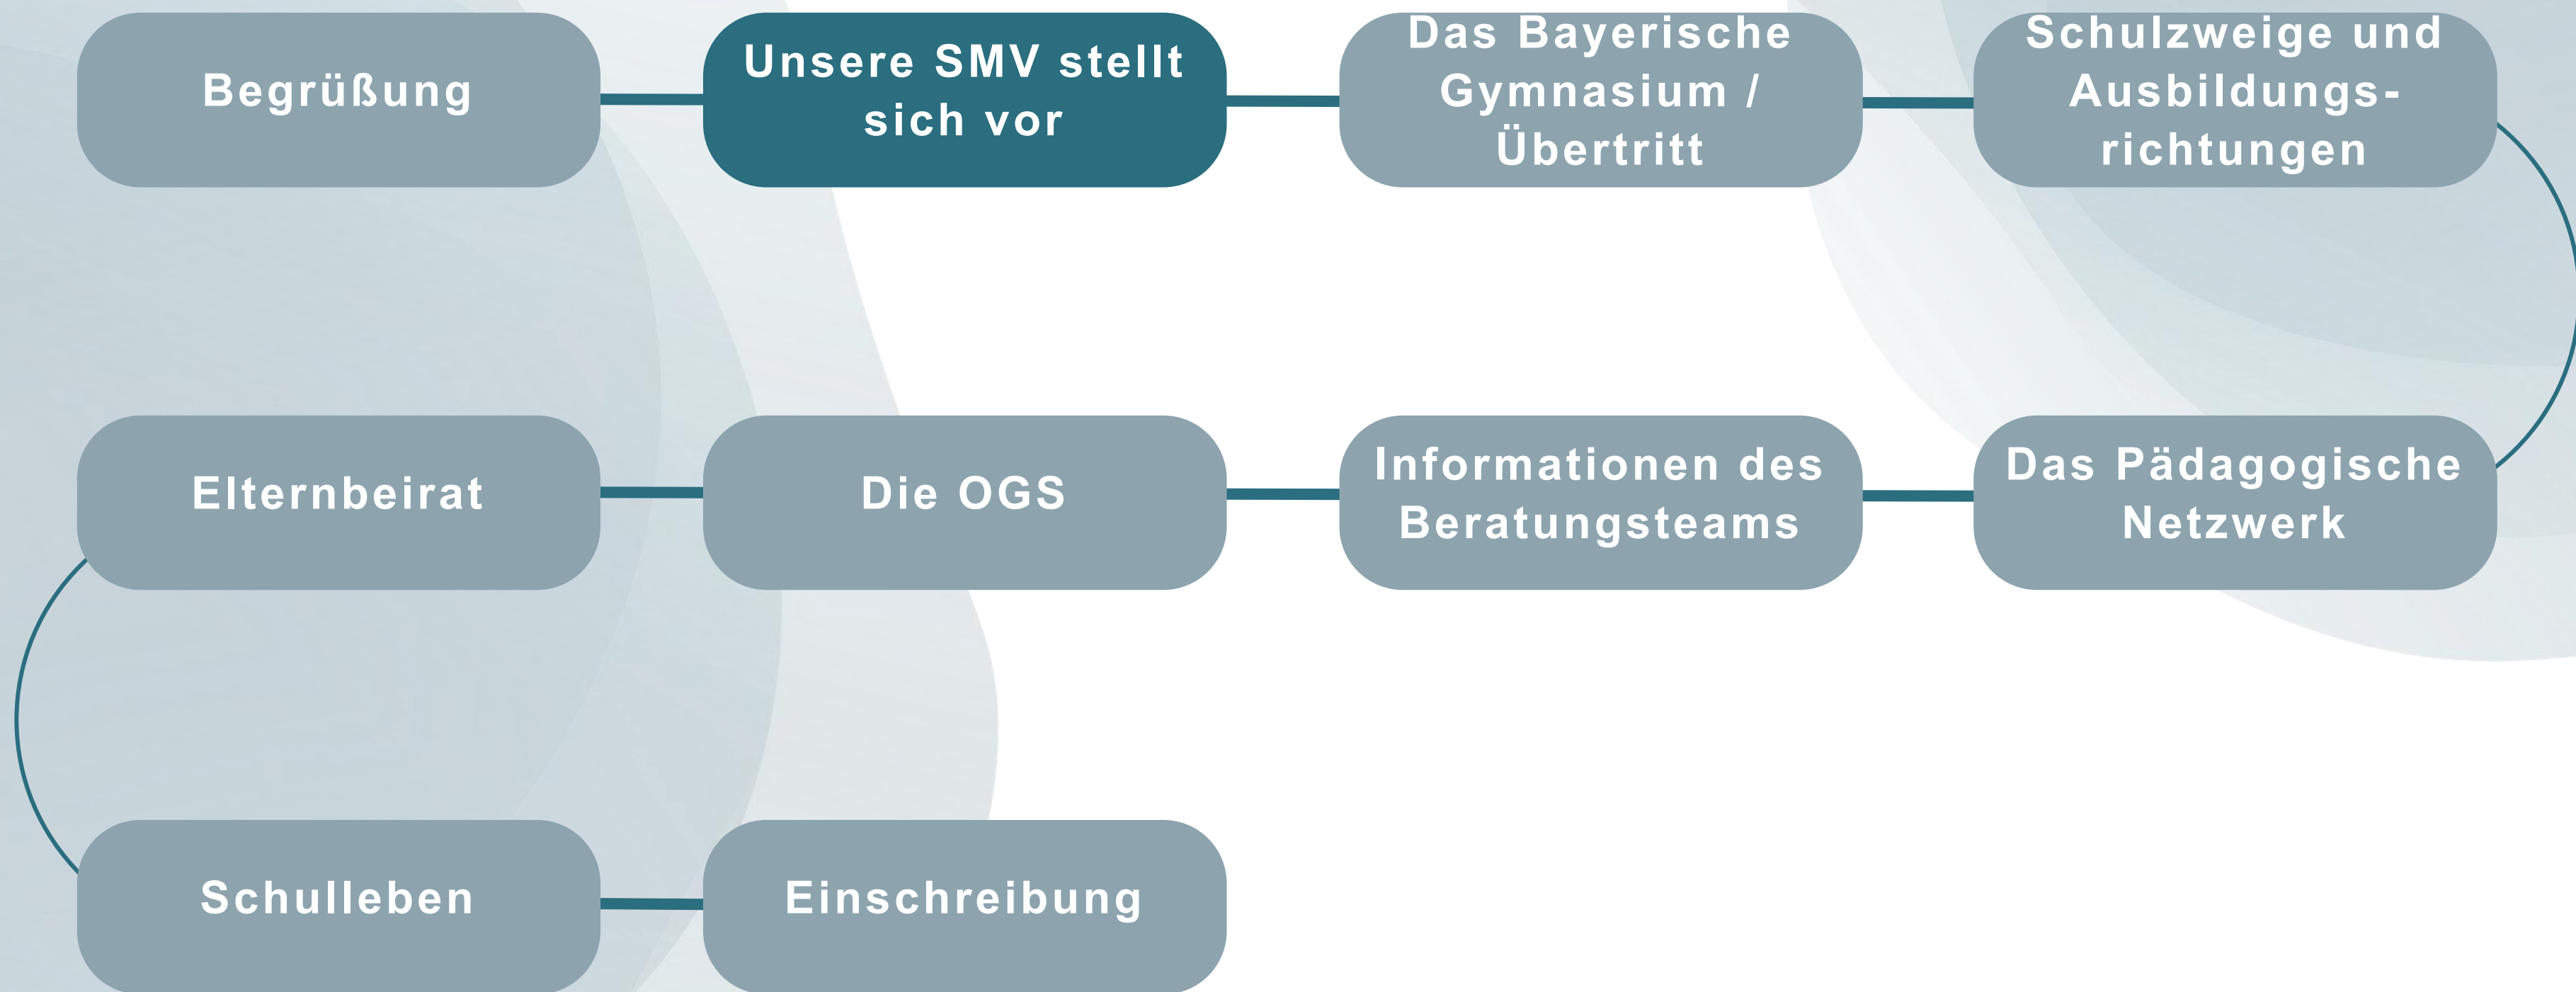 Begrüßung
Unsere SMV stellt
sich vor
Das Bayerische
Gymnasium /
Übertritt
Schulzweige und
Ausbildungs-
richtungen
Das Pädagogische
Netzwerk
Informationen des
Beratungsteams
Die OGS
Elternbeirat
Schulleben
Einschreibung